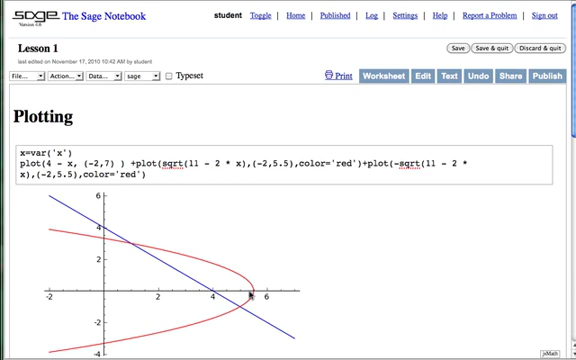 sage The Sage Notebook
Version 4.6
student Toggle | Home | Published | Log | Settings | Help | Report a Problem | Sign out
Lesson 1
last edited on November 17, 2010 10:42 AM by student
Save Save & quit Discard & quit
File... Action... Data... sage Typeset
Print Worksheet Edit Text Undo Share Publish
Plotting
x=var('x')
plot(4 - x, (-2,7) ) +plot(sqrt(11 - 2 * x),(-2,5.5),color='red')+plot(-sqrt(11 - 2 *
x),(-2,5.5),color='red')
6
4
2
-2 2 4 6
-2
-4
jsMath